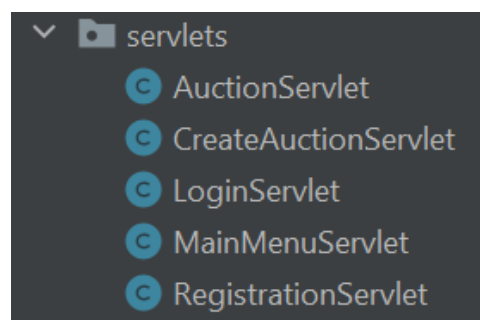 servlets
C AuctionServlet
C CreateAuctionServlet
C LoginServlet
C MainMenuServlet
C RegistrationServlet